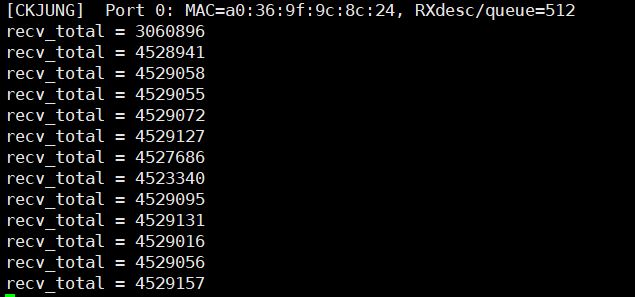 [CKJUNG]  Port 0: MAC=a0:36:9f:9c:8c:24, RXdesc/queue=512
recv_total = 3060896
recv_total = 4528941
recv_total = 4529058
recv_total = 4529055
recv_total = 4529072
recv_total = 4529127
recv_total = 4527686
recv_total = 4523340
recv_total = 4529095
recv_total = 4529131
recv_total = 4529016
recv_total = 4529056
recv_total = 4529157